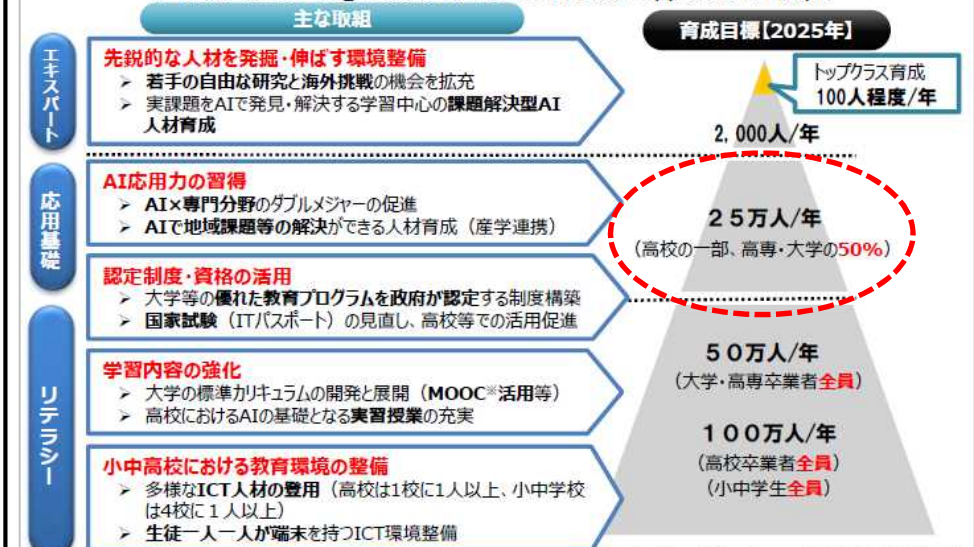 主な取組
育成目標【2025年】
エキスパート
先鋭的な人材を発掘・伸ばす環境整備
➢ 若手の自由な研究と海外挑戦の機会を拡充
➢ 実課題をAIで発見・解決する学習中心の課題解決型AI
人材育成
トップクラス育成
100人程度/年
2,000人/年
応用基礎
AI応用力の習得
➢ AI×専門分野のダブルメジャーの促進
➢ AIで地域課題等の解決ができる人材育成（産学連携）
25万人/年
（高校の一部、高専・大学の50%）
認定制度・資格の活用
➢ 大学等の優れた教育プログラムを政府が認定する制度構築
➢ 国家試験（ITパスポート）の見直し、高校等での活用促進
リテラシー
学習内容の強化
➢ 大学の標準カリキュラムの開発と展開（MOOC※活用等）
➢ 高校におけるAIの基礎となる実習授業の充実
50万人/年
（大学・高専卒業者全員）
100万人/年
（高校卒業者全員）
（小中学生全員）
小中高校における教育環境の整備
➢ 多様なICT人材の登用（高校は1校に1人以上、小中学校
は4校に１人以上）
➢ 生徒一人一人が端末を持つICT環境整備